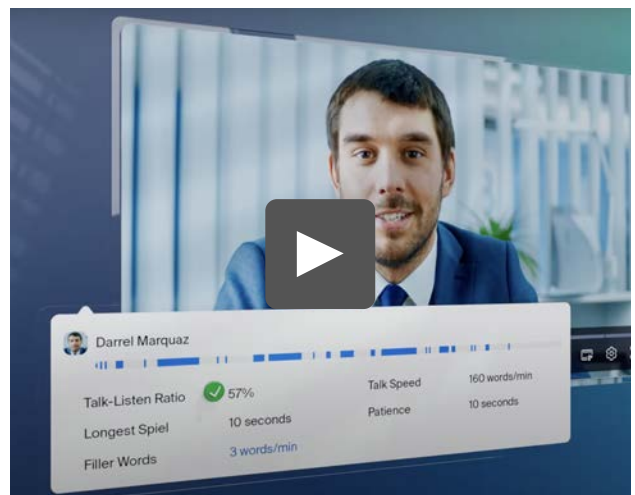 Darrel Marquaz
Talk-Listen Ratio 57% Talk Speed 160 words/min
Longest Spiel 10 seconds Patience 10 seconds
Filler Words 3 words/min